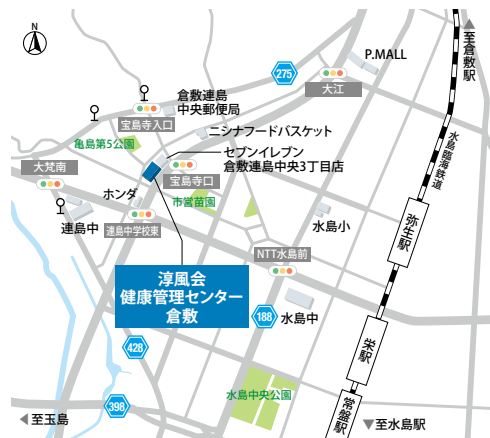 N
P.MALL
至倉敷駅
275
大江
倉敷連島
中央郵便局
宝島寺入口
ニシナフードバスケット
亀島第5公園
セブンイレブン
倉敷連島中央3丁目店
水島臨海鉄道
大梵南
宝島寺口
ホンダ
市営苗園
連島中
連島中学校東
水島小
弥生駅
NTT水島前
淳風会
健康管理センター
倉敷
188
水島中
428
栄駅
水島中央公園
398
至玉島
常盤駅
至水島駅